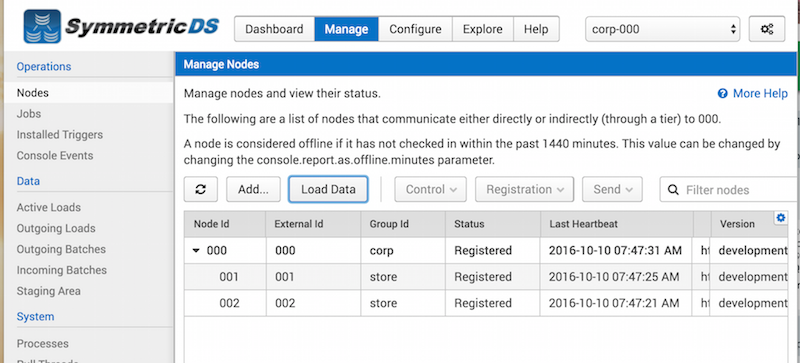 SymmetricDS
Dashboard Manage Configure Explore Help
corp-000
Operations
Nodes
Jobs
Installed Triggers
Console Events
Data
Active Loads
Outgoing Loads
Outgoing Batches
Incoming Batches
Staging Area
System
Processes
Manage Nodes
Manage nodes and view their status.
More Help
The following are a list of nodes that communicate either directly or indirectly (through a tier) to 000.
A node is considered offline if it has not checked in within the past 1440 minutes. This value can be changed by
changing the console.report.as.offline.minutes parameter.
Add... Load Data Control Registration Send Filter nodes
Node Id External Id Group Id Status Last Heartbeat Version
000 000 corp Registered 2016-10-10 07:47:31 AM development
001 001 store Registered 2016-10-10 07:47:25 AM development
002 002 store Registered 2016-10-10 07:47:21 AM development